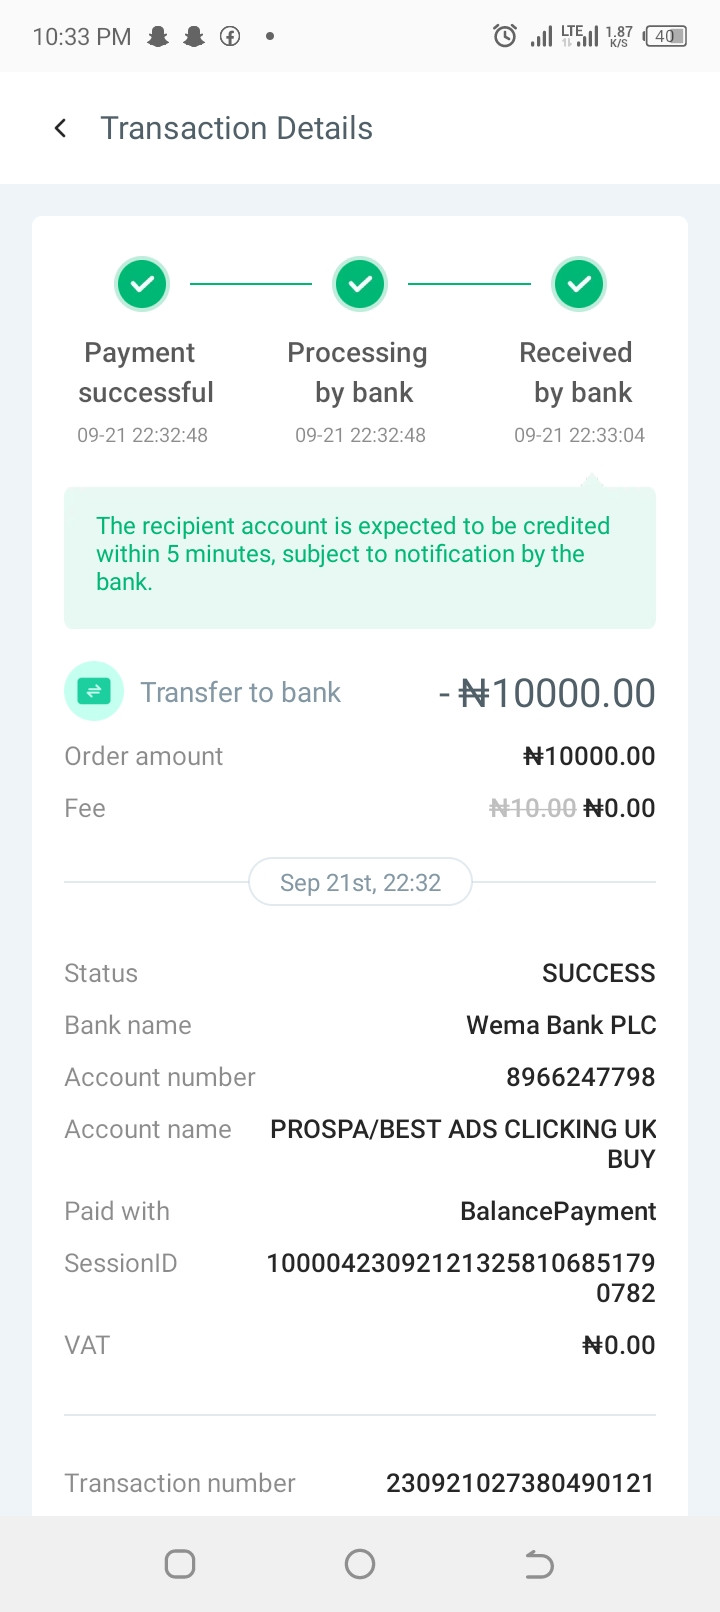 10:33 PM
LTE 1.87 K/S 40
Transaction Details
Payment successful
Processing by bank
Received by bank
09-21 22:32:48
09-21 22:32:48
09-21 22:33:04
The recipient account is expected to be credited
within 5 minutes, subject to notification by the
bank.
Transfer to bank -₦10000.00
Order amount ₦10000.00
Fee ₦10.00 ₦0.00
Sep 21st, 22:32
Status SUCCESS
Bank name Wema Bank PLC
Account number 8966247798
Account name PROSPA/BEST ADS CLICKING UK
BUY
Paid with BalancePayment
SessionID 10000423092121325810685179
0782
VAT ₦0.00
Transaction number 230921027380490121